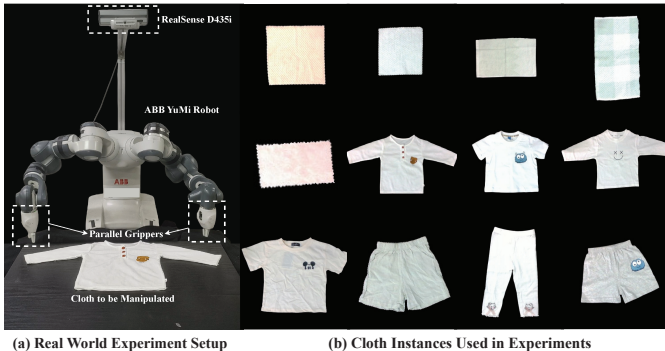 RealSense D435i
ABB YuMi Robot
ABB
Parallel Grippers
Cloth to be Manipulated
(a) Real World Experiment Setup
(b) Cloth Instances Used in Experiments